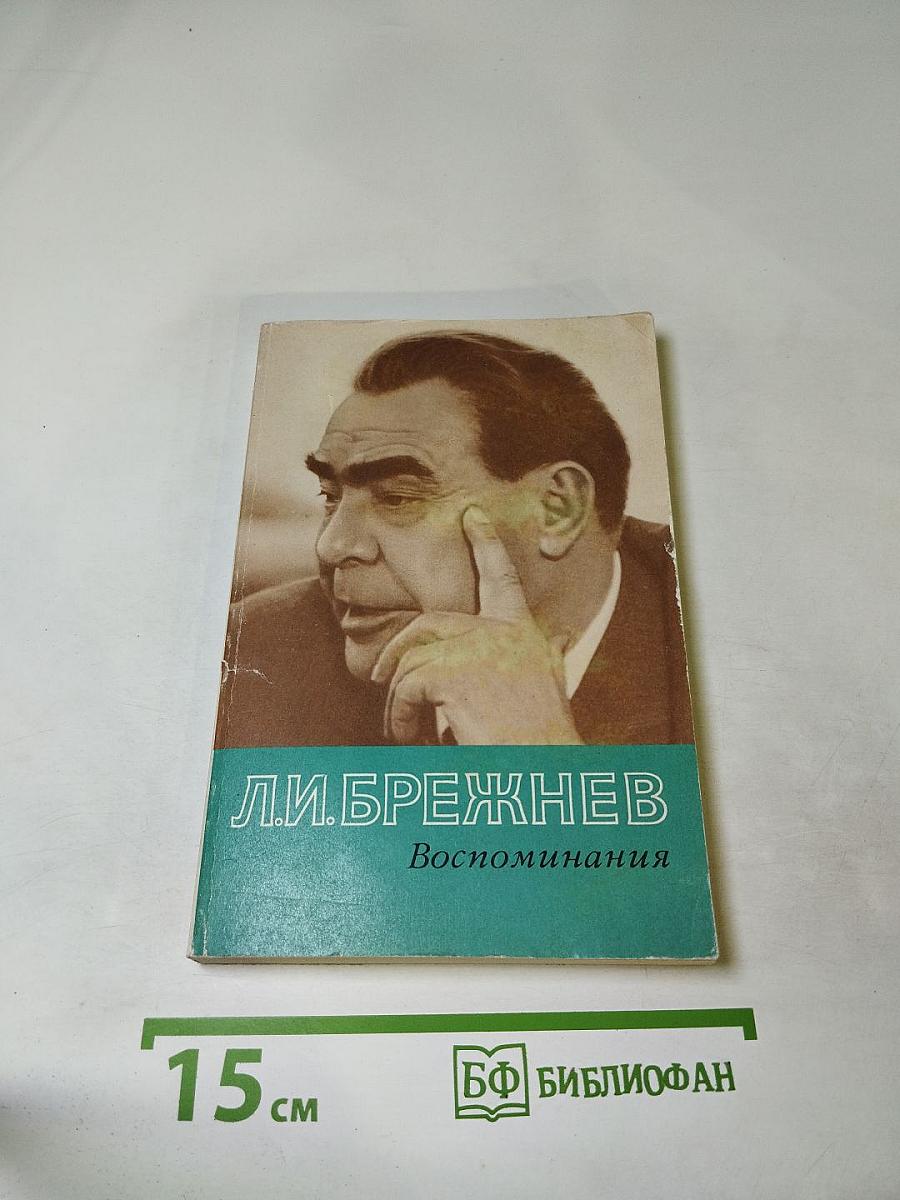 Л.И.БРЕЖНЕВ
Воспоминания
15 см
БФ БИБЛИОФАН